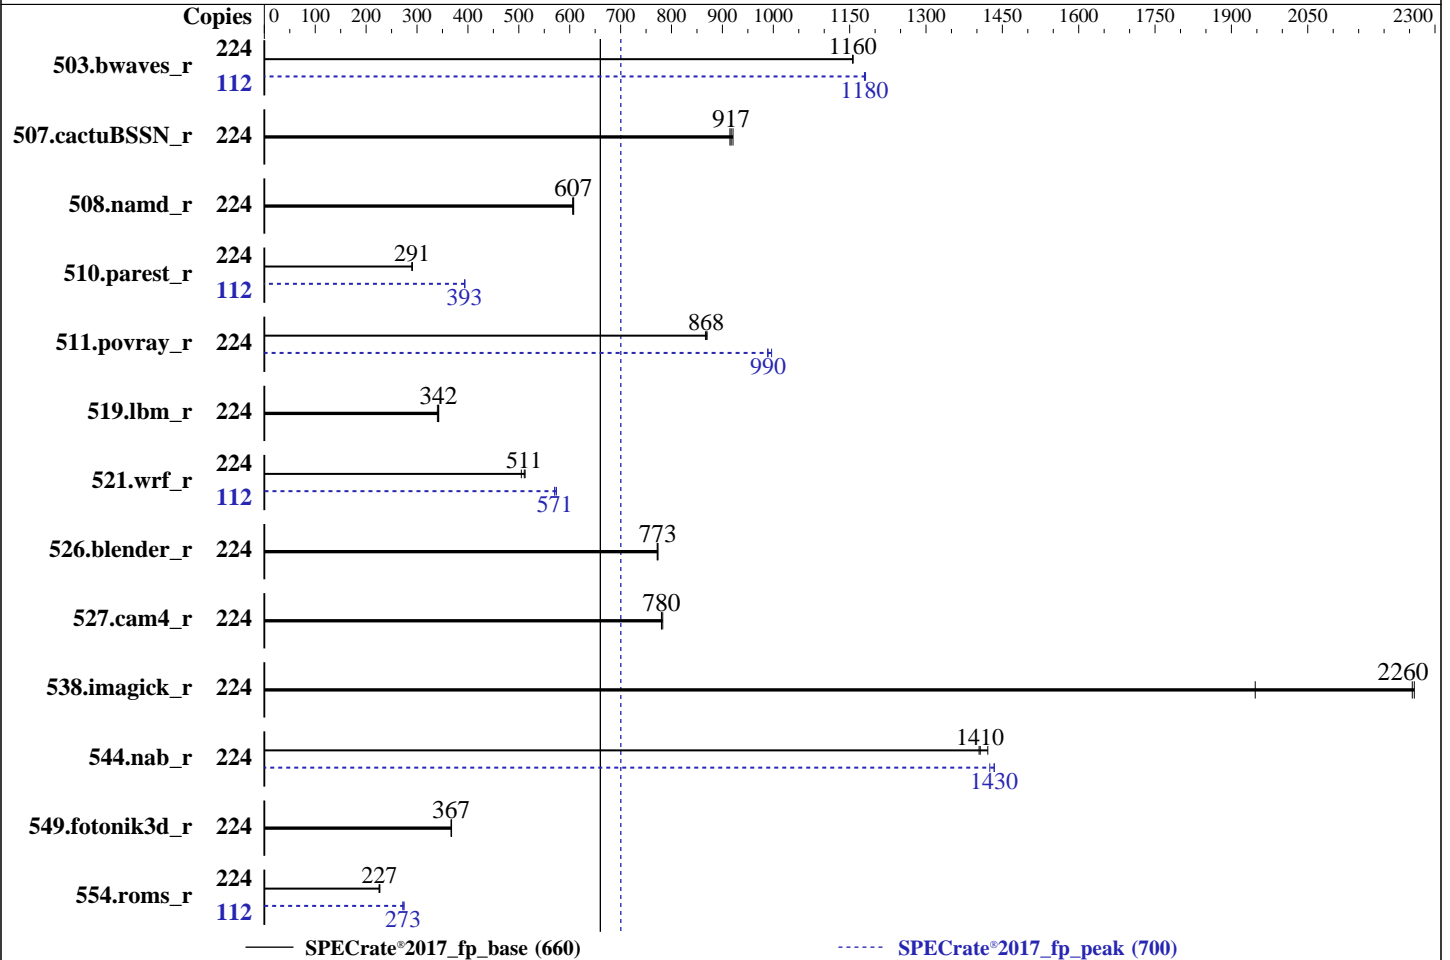 Copies 0 100 200 300 400 500 600 700 800 900 1000 1150 1300 1450 1600 1750 1900 2050 2300
503.bwaves_r 224 1160
112 1180
507.cactuBSSN_r 224 917
508.namd_r 224 607
510.parest_r 224 291
112 393
511.povray_r 224 868
990
519.lbm_r 224 342
521.wrf_r 224 511
112 571
526.blender_r 224 773
527.cam4_r 224 780
538.imagick_r 224 2260
544.nab_r 224 1410
1430
549.fotonik3d_r 224 367
554.roms_r 224 227
112 273
SPECrate®2017_fp_base (660) SPECrate®2017_fp_peak (700)